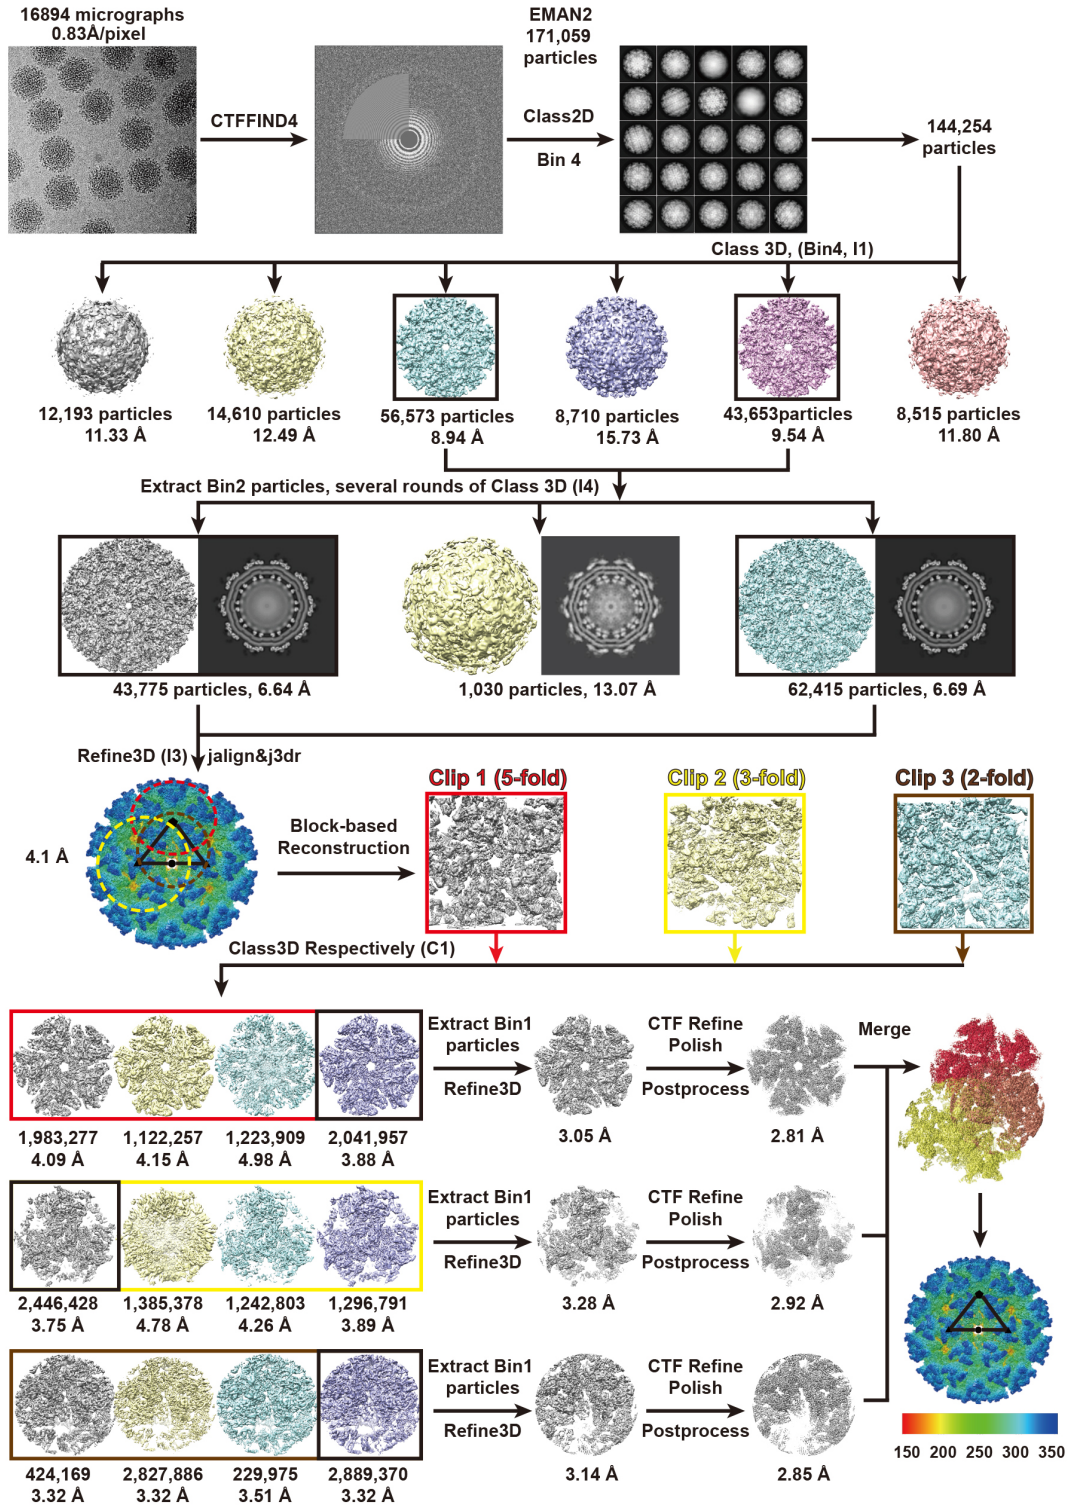 16894 micrographs
0.83Å/pixel
CTFFIND4
EMAN2
171,059
particles
Class2D
Bin 4
144,254
particles
Class 3D, (Bin4, I1)
12,193 particles
11.33 Å
14,610 particles
12.49 Å
56,573 particles
8.94 Å
8,710 particles
15.73 Å
43,653particles
9.54 Å
8,515 particles
11.80 Å
Extract Bin2 particles, several rounds of Class 3D (I4)
43,775 particles, 6.64 Å
1,030 particles, 13.07 Å
62,415 particles, 6.69 Å
Refine3D (I3)
jalign&j3dr
4.1 Å
Block-based
Reconstruction
Clip 1 (5-fold)
Clip 2 (3-fold)
Clip 3 (2-fold)
Class3D Respectively (C1)
1,983,277
4.09 Å
1,122,257
4.15 Å
1,223,909
4.98 Å
2,041,957
3.88 Å
Extract Bin1
particles
Refine3D
3.05 Å
CTF Refine
Polish
Postprocess
2.81 Å
Merge
2,446,428
3.75 Å
1,385,378
4.78 Å
1,242,803
4.26 Å
1,296,791
3.89 Å
Extract Bin1
particles
Refine3D
3.28 Å
CTF Refine
Polish
Postprocess
2.92 Å
424,169
3.32 Å
2,827,886
3.32 Å
229,975
3.51 Å
2,889,370
3.32 Å
Extract Bin1
particles
Refine3D
3.14 Å
CTF Refine
Polish
Postprocess
2.85 Å
150 200 250 300 350